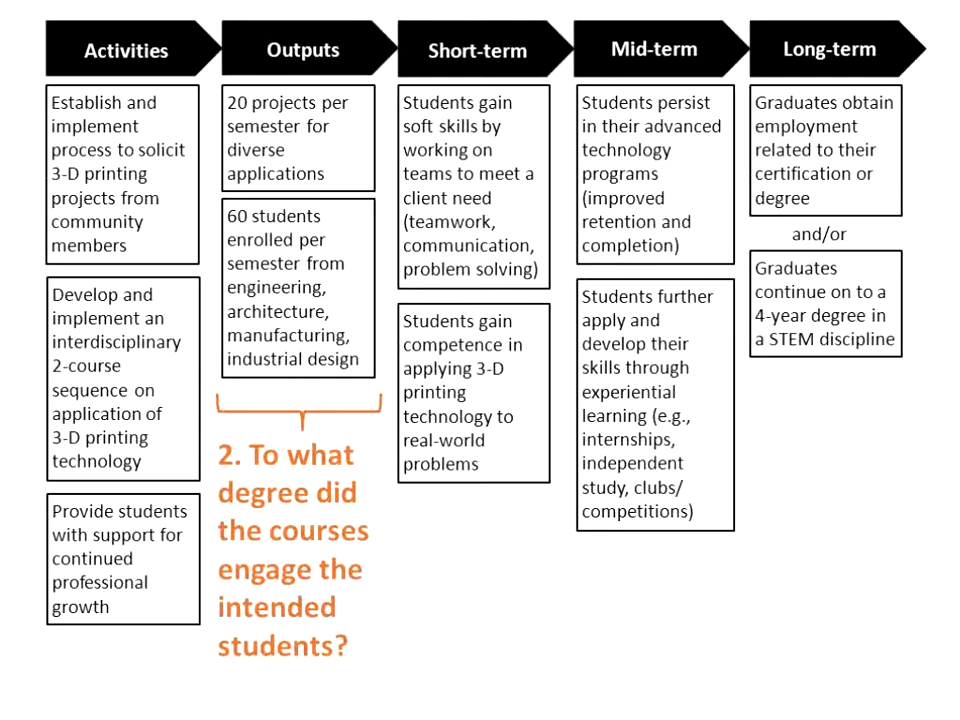 Activities
Outputs
Short-term
Mid-term
Long-term
Establish and
implement
process to solicit
3-D printing
projects from
community
members
Develop and
implement an
interdisciplinary
2-course
sequence on
application of
3-D printing
technology
Provide students
with support for
continued
professional
growth
20 projects per
semester for
diverse
applications
60 students
enrolled per
semester from
engineering,
architecture,
manufacturing,
industrial design
2. To what
degree did
the courses
engage the
intended
students?
Students gain
soft skills by
working on
teams to meet a
client need
(teamwork,
communication,
problem solving)
Students gain
competence in
applying 3-D
printing
technology to
real-world
problems
Students persist
in their advanced
technology
programs
(improved
retention and
completion)
Students further
apply and
develop their
skills through
experiential
learning (e.g.,
internships,
independent
study, clubs/
competitions)
Graduates obtain
employment
related to their
certification or
degree
and/or
Graduates
continue on to a
4-year degree in
a STEM discipline